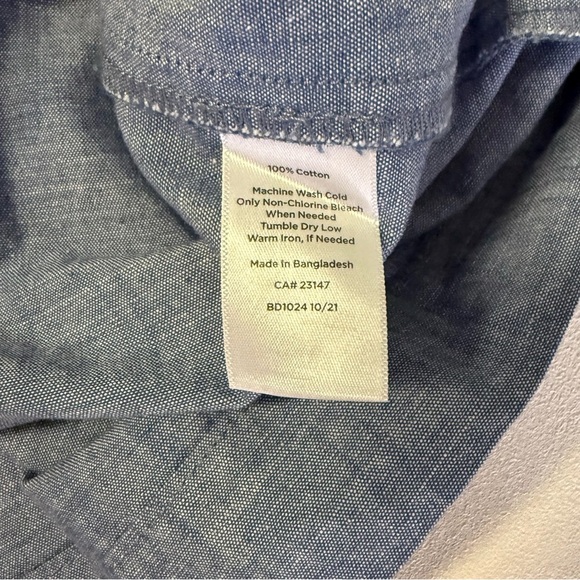 100% Cotton
Machine Wash Cold
Only Non-Chlorine Bleach
When Needed
Tumble Dry Low
Warm Iron, If Needed
Made In Bangladesh
CA# 23147
BD1024 10/21